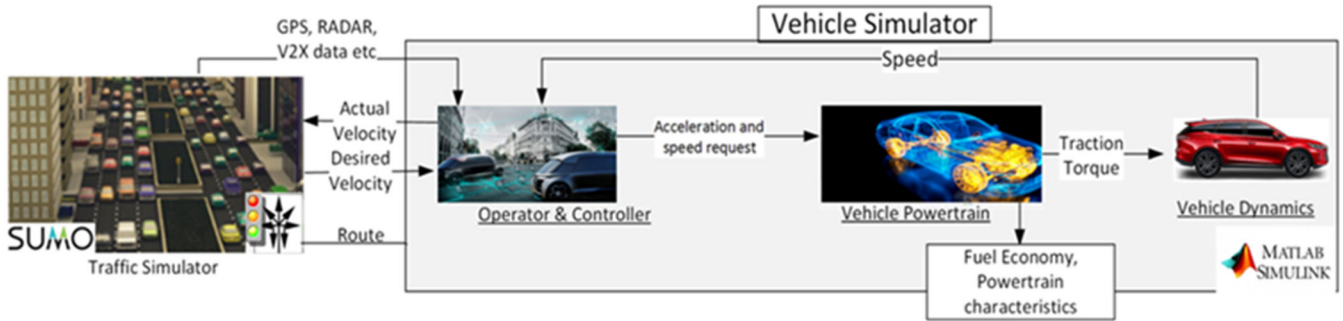 Vehicle Simulator
GPS, RADAR,
V2X data etc
Speed
Actual
Velocity
Desired
Velocity
Route
Acceleration and
speed request
Traction
Torque
Operator & Controller
Vehicle Powertrain
Vehicle Dynamics
SUMO
Traffic Simulator
Fuel Economy,
Powertrain
characteristics
MATLAB
SIMULINK